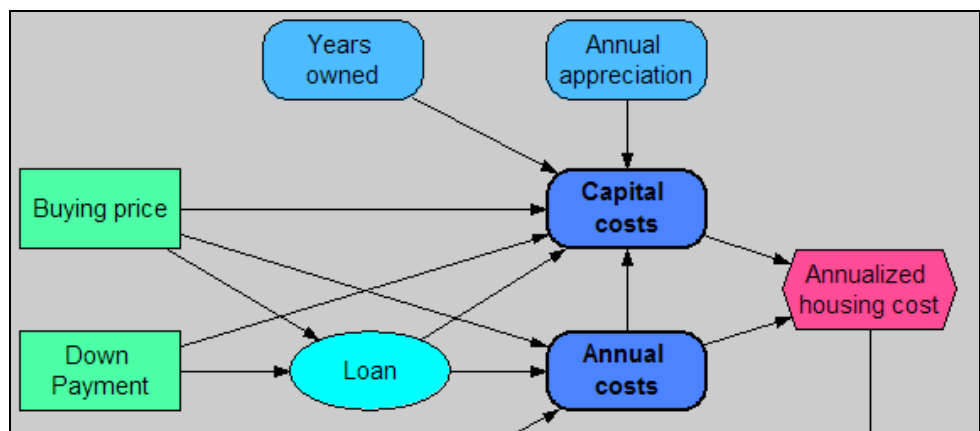 Years
owned
Annual
appreciation
Buying price
Capital
costs
Annualized
housing cost
Down
Payment
Loan
Annual
costs